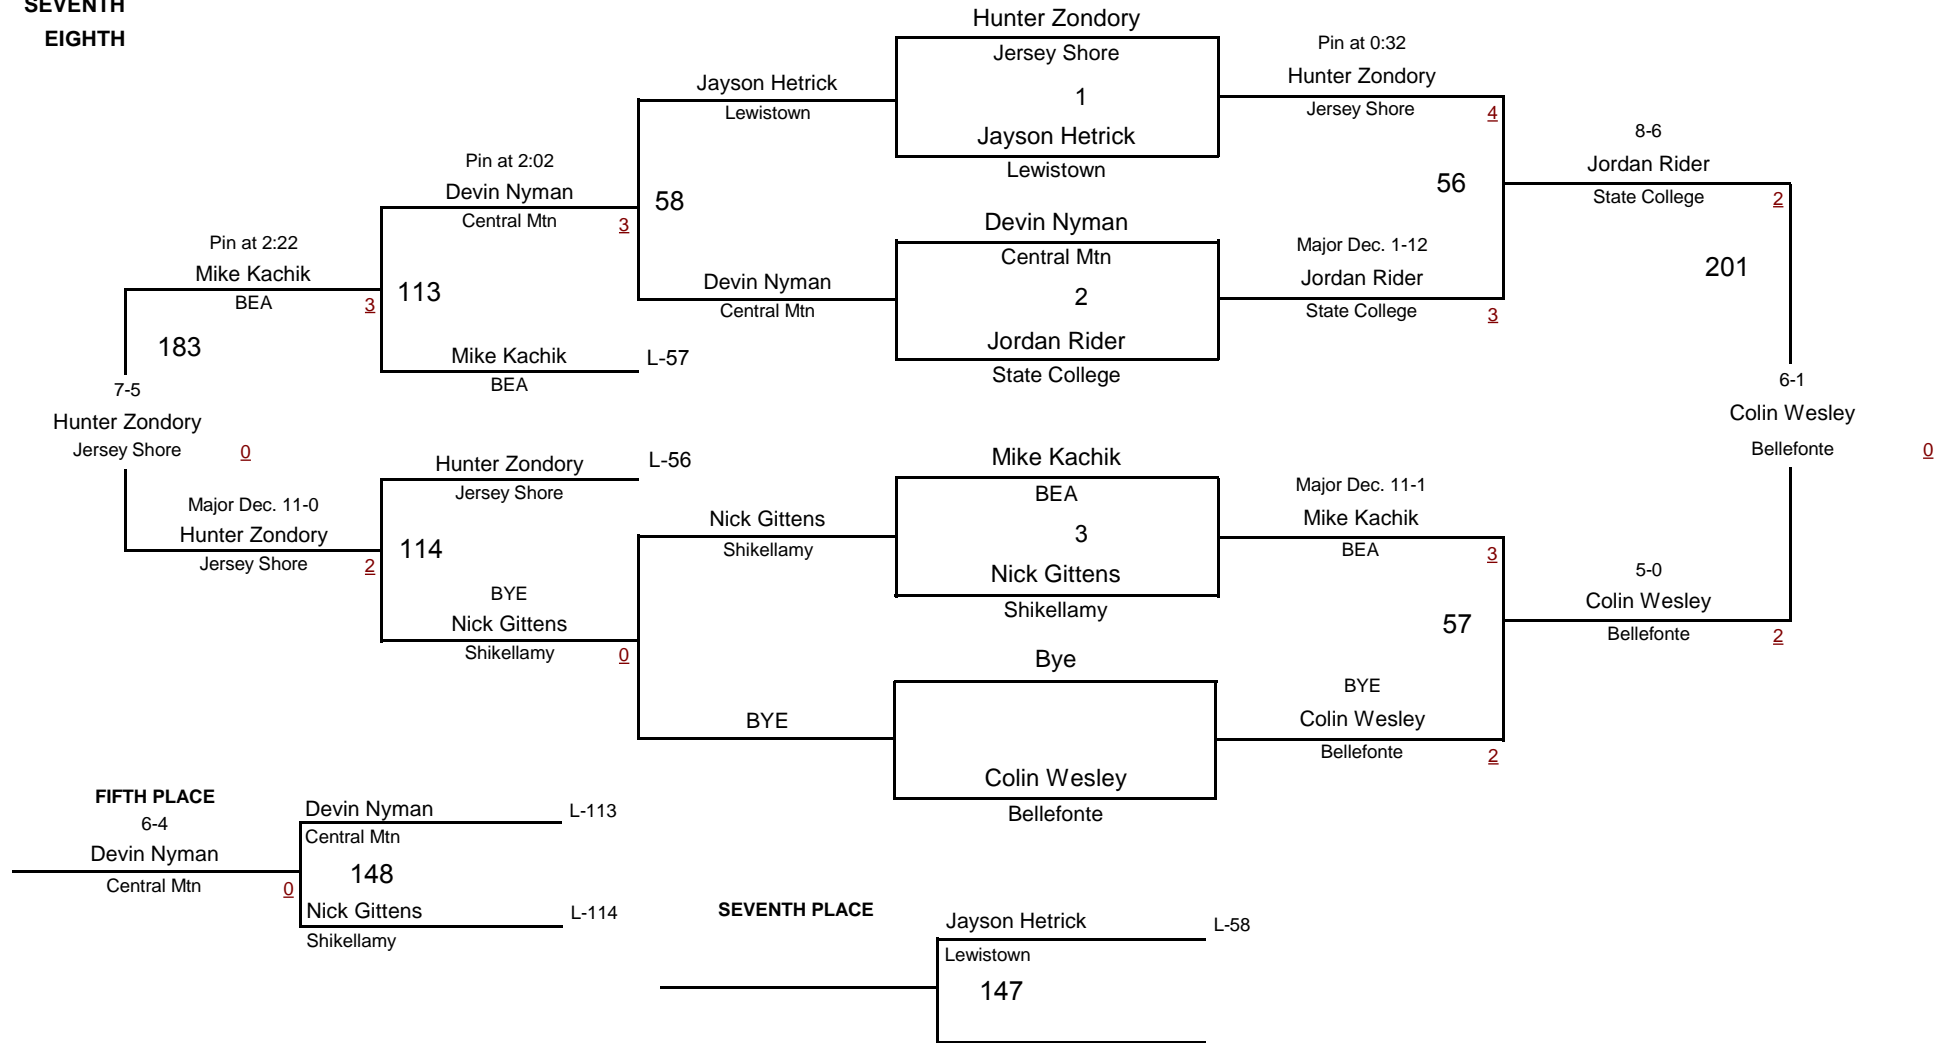 SEVENTH
EIGHTH
Hunter Zondory
Jersey Shore
1
Jayson Hetrick
Lewistown
Pin at 0:32
Hunter Zondory
Jersey Shore
4
Jayson Hetrick
Lewistown
8-6
Jordan Rider
State College
2
Pin at 2:02
Devin Nyman
Central Mtn
3
58
56
Devin Nyman
Central Mtn
2
Jordan Rider
State College
Major Dec. 1-12
Jordan Rider
State College
3
Pin at 2:22
Mike Kachik
BEA
3
113
Devin Nyman
Central Mtn
201
183
Mike Kachik
BEA
L-57
7-5
Hunter Zondory
Jersey Shore
0
6-1
Colin Wesley
Bellefonte
0
Hunter Zondory
Jersey Shore
L-56
Mike Kachik
BEA
3
Nick Gittens
Shikellamy
Major Dec. 11-1
Mike Kachik
BEA
3
Major Dec. 11-0
Hunter Zondory
Jersey Shore
2
114
Nick Gittens
Shikellamy
5-0
Colin Wesley
Bellefonte
2
BYE
Nick Gittens
Shikellamy
0
57
Bye
Colin Wesley
Bellefonte
BYE
BYE
Colin Wesley
Bellefonte
2
FIFTH PLACE
6-4
Devin Nyman
Central Mtn
0
Devin Nyman
Central Mtn
L-113
148
Nick Gittens
Shikellamy
L-114
SEVENTH PLACE
Jayson Hetrick
Lewistown
L-58
147